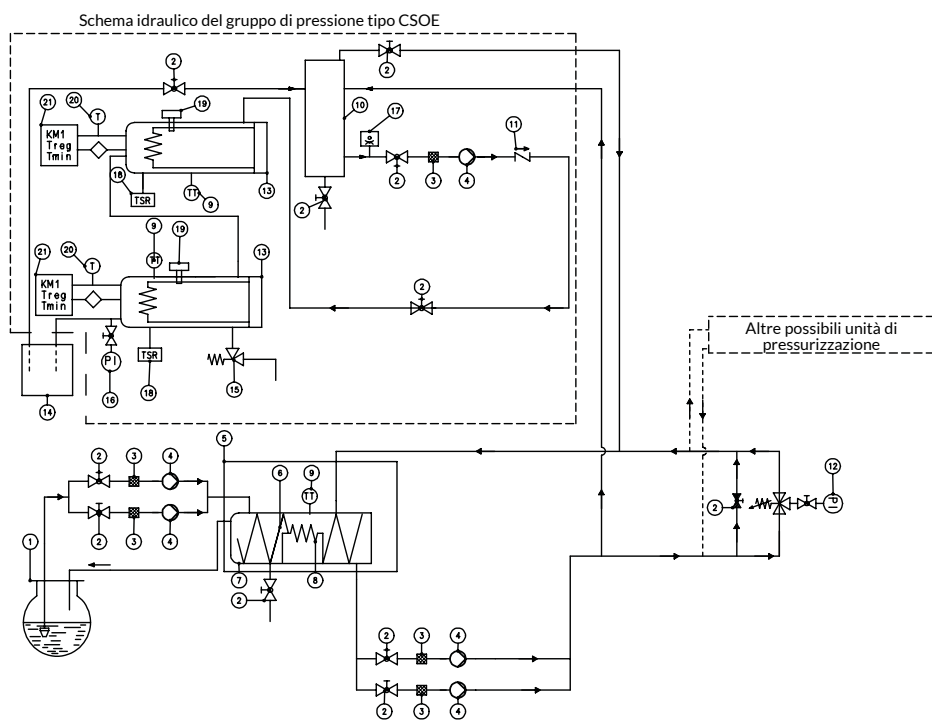 Schema idraulico del gruppo di pressione tipo CSOE
2
2
21
20
T
19
10
17
11
KM1
Treg
Tmin
2
3
4
18
TSR
TT
9
13
2
9
TT
19
13
21
20
T
2
KM1
Treg
Tmin
PI
TSR
14
16
18
15
Altre possibili unità di
pressurizzazione
5
2
3
4
6
9
TT
12
PI
2
2
3
4
1
7
8
2
2
3
4
2
3
4